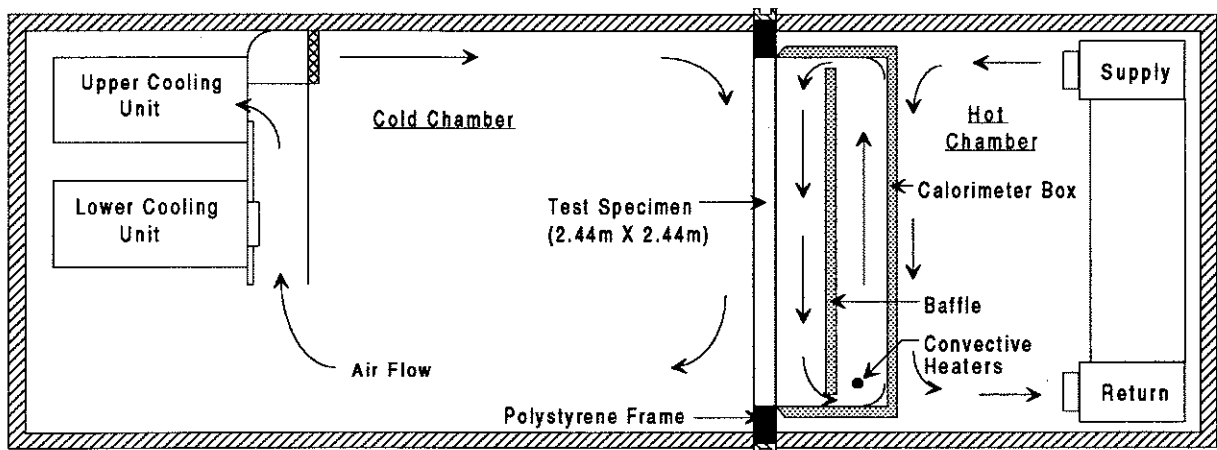 Upper Cooling
Unit
Cold Chamber
Supply
Hot
Chamber
Lower Cooling
Unit
Test Specimen
(2.44m X 2.44m)
Calorimeter Box
Baffle
Convective
Heaters
Air Flow
Polystyrene Frame
Return